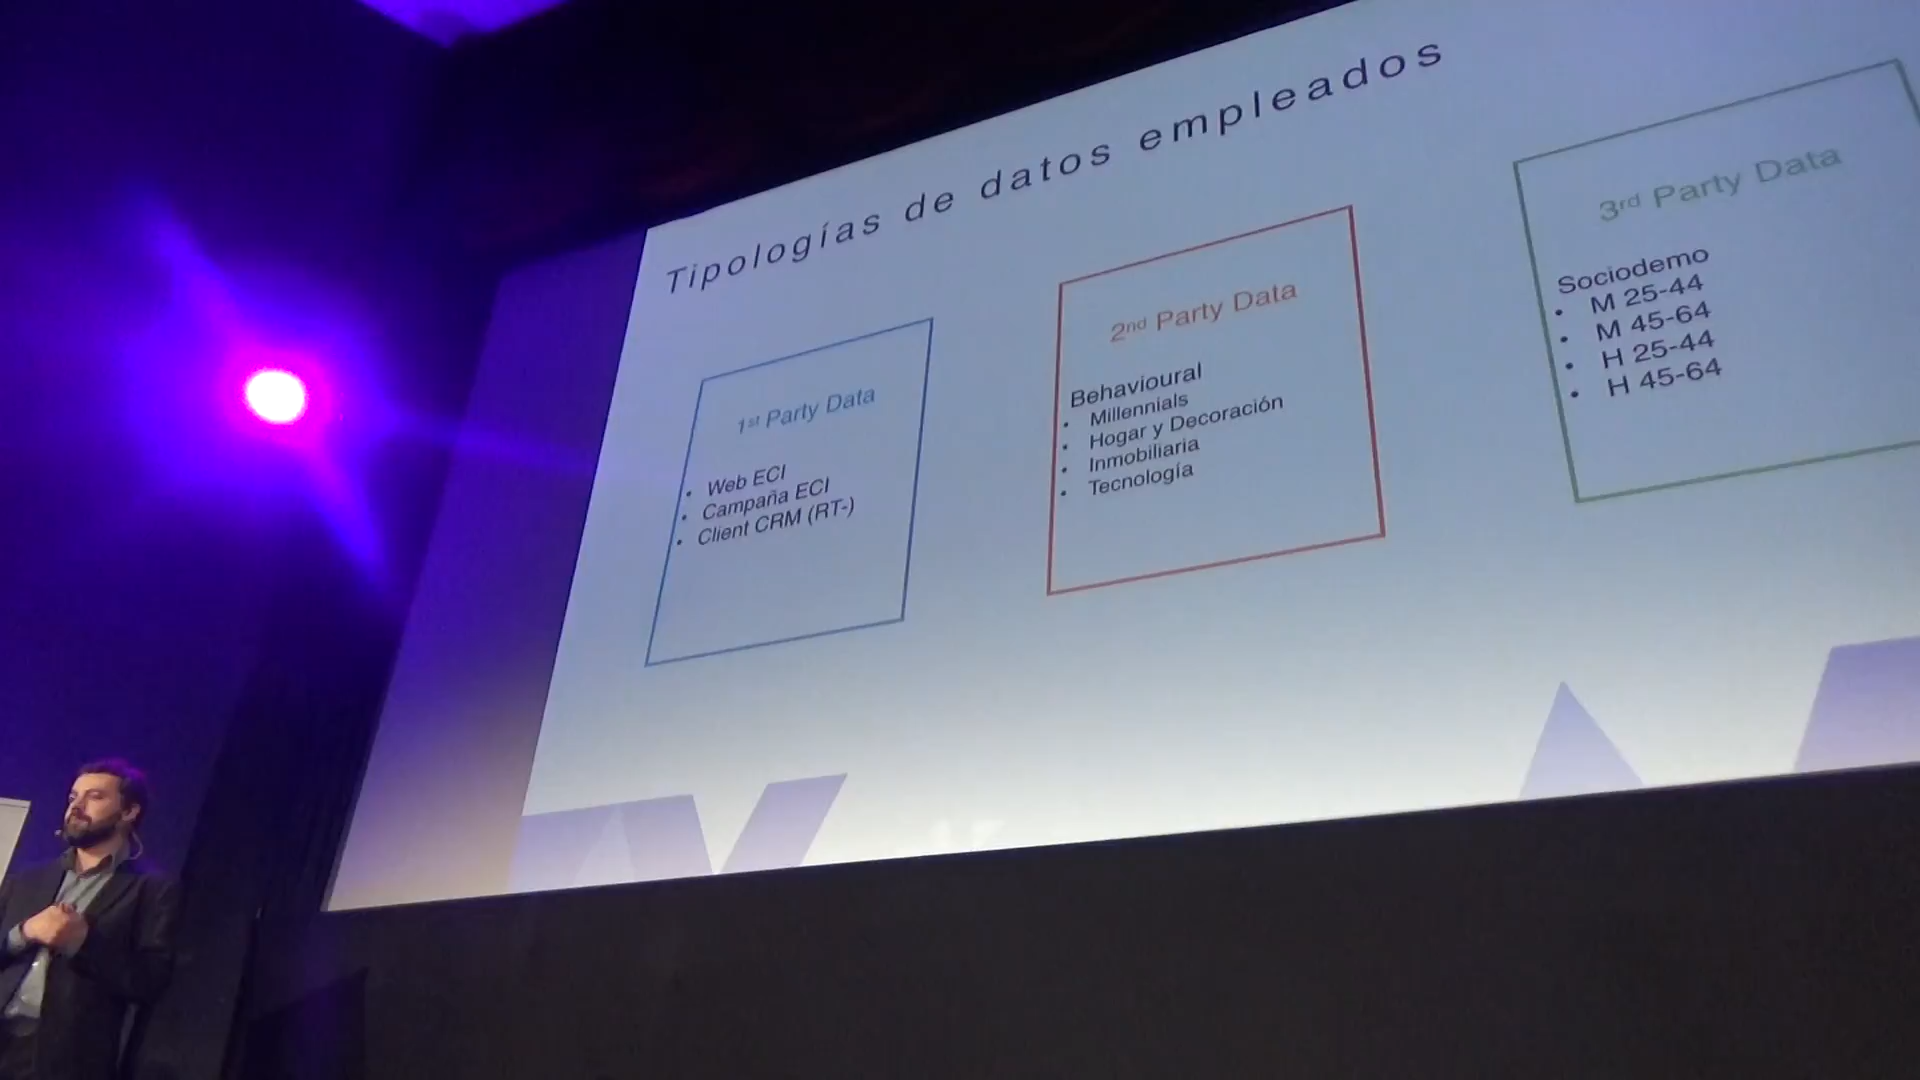 Tipologías de datos empleados
1st Party Data
• Web ECI
• Campaña ECI
• Client CRM (RT-)
2nd Party Data
Behavioural
• Millennials
• Hogar y Decoración
• Inmobiliaria
• Tecnología
3rd Party Data
Sociodemo
• M 25-44
• M 45-64
• H 25-44
• H 45-64